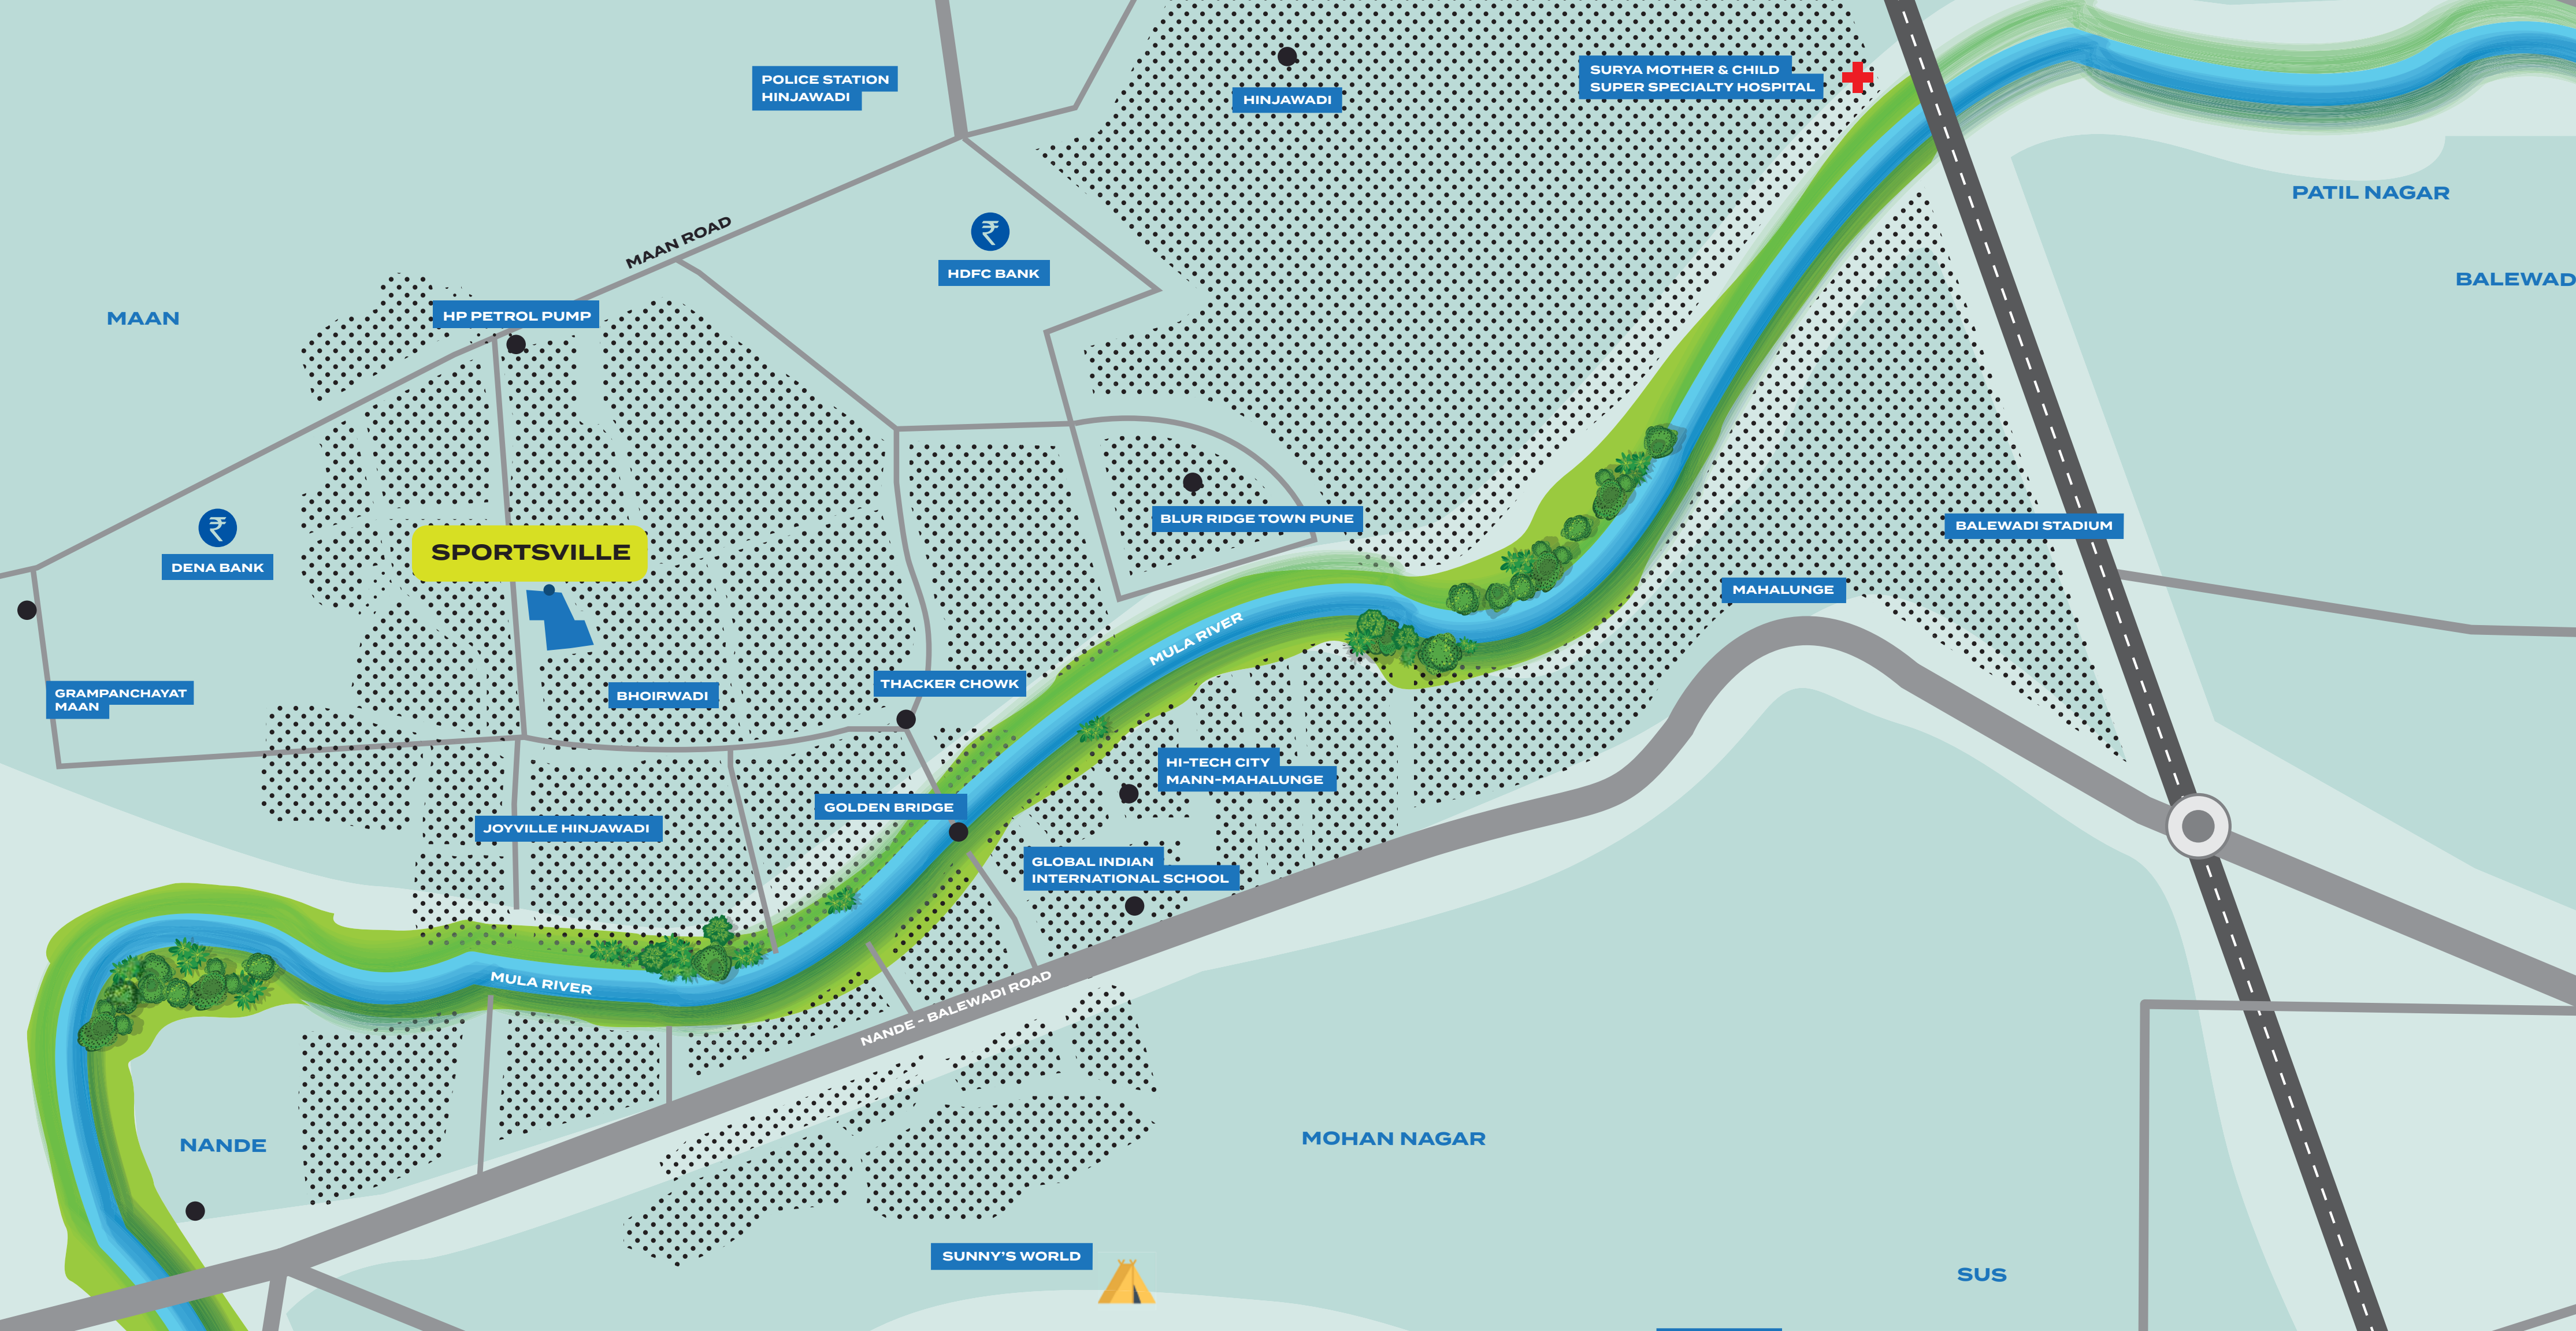 POLICE STATION
HINJAWADI
HINJAWADI
SURYA MOTHER & CHILD
SUPER SPECIALTY HOSPITAL
PATIL NAGAR
MAAN ROAD
₹
HDFC BANK
BALEWAD
MAAN
HP PETROL PUMP
₹
DENA BANK
SPORTSVILLE
BLUR RIDGE TOWN PUNE
BALEWADI STADIUM
MAHALUNGE
MULA RIVER
GRAMPANCHAYAT
MAAN
BHOIRWADI
THACKER CHOWK
HI-TECH CITY
MANN-MAHALUNGE
GOLDEN BRIDGE
JOYVILLE HINJAWADI
GLOBAL INDIAN
INTERNATIONAL SCHOOL
MULA RIVER
NANDE - BALEWADI ROAD
NANDE
MOHAN NAGAR
SUNNY'S WORLD
SUS